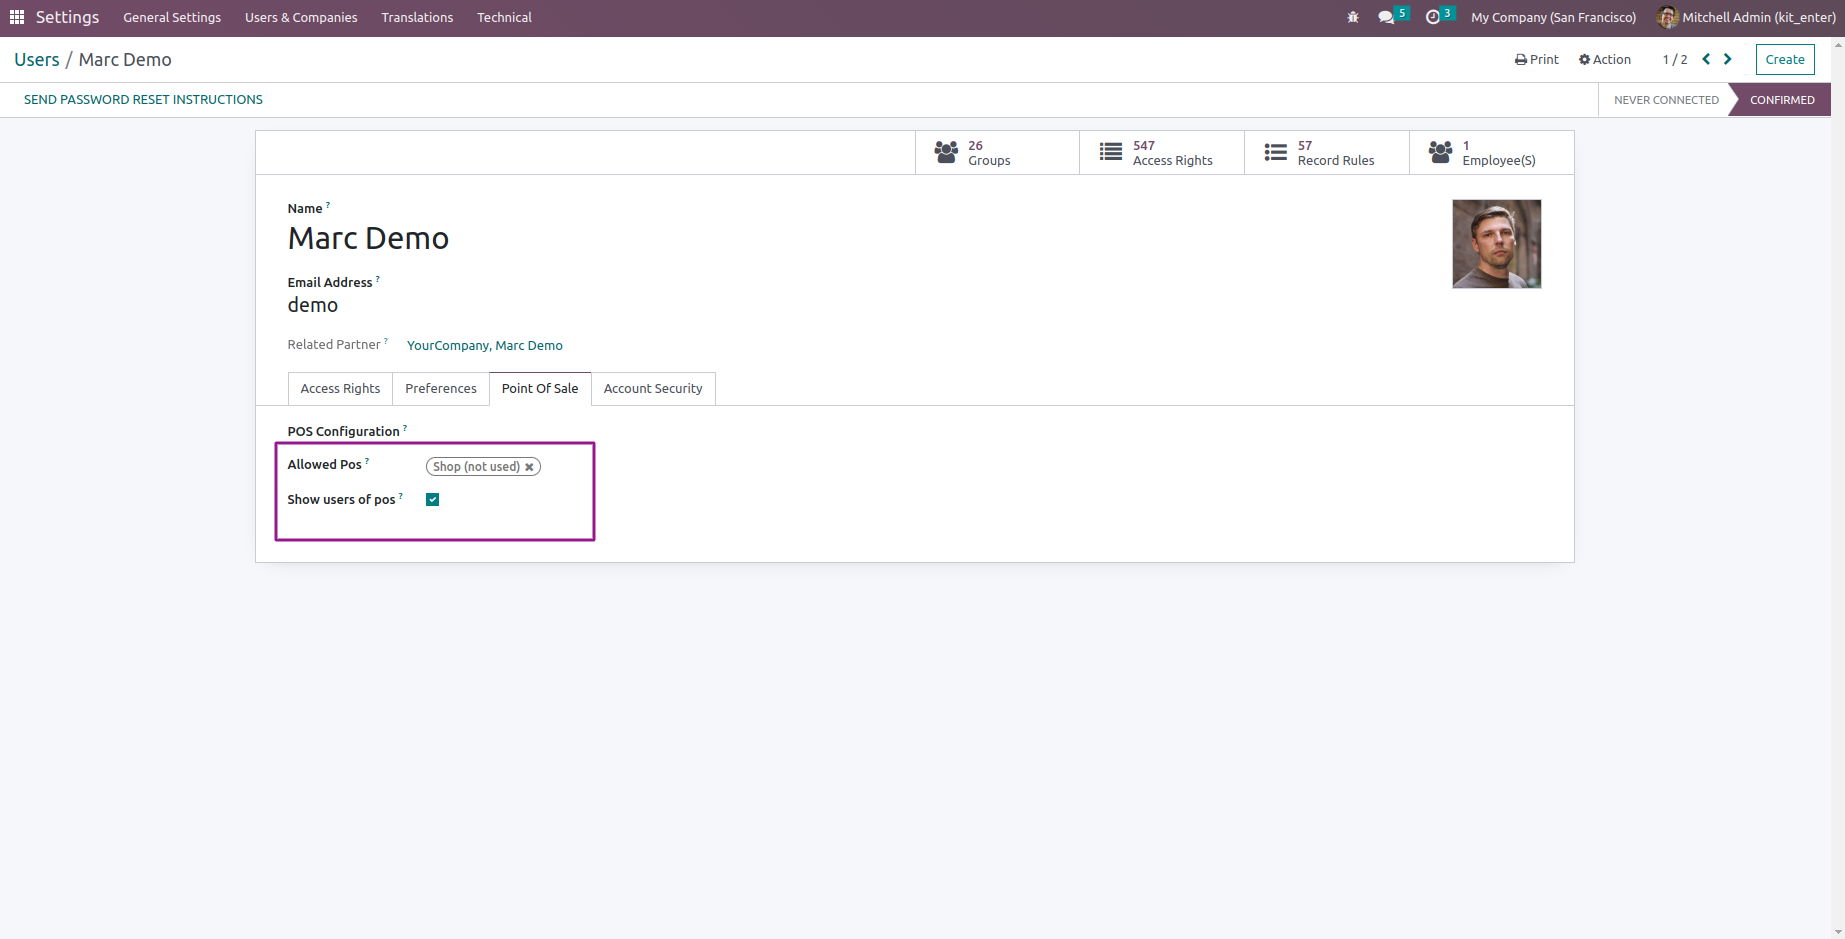 Settings General Settings Users & Companies Translations Technical 5 3 My Company (San Francisco) Mitchell Admin (kit_enter)
Users / Marc Demo Print Action 1 / 2 Create
SEND PASSWORD RESET INSTRUCTIONS NEVER CONNECTED CONFIRMED
26 547 57 1
Groups Access Rights Record Rules Employee(S)
Name ?
Marc Demo
Email Address ?
demo
Related Partner ? YourCompany, Marc Demo
Access Rights Preferences Point Of Sale Account Security
POS Configuration ?
Allowed Pos ? Shop (not used) ✖
Show users of pos ?